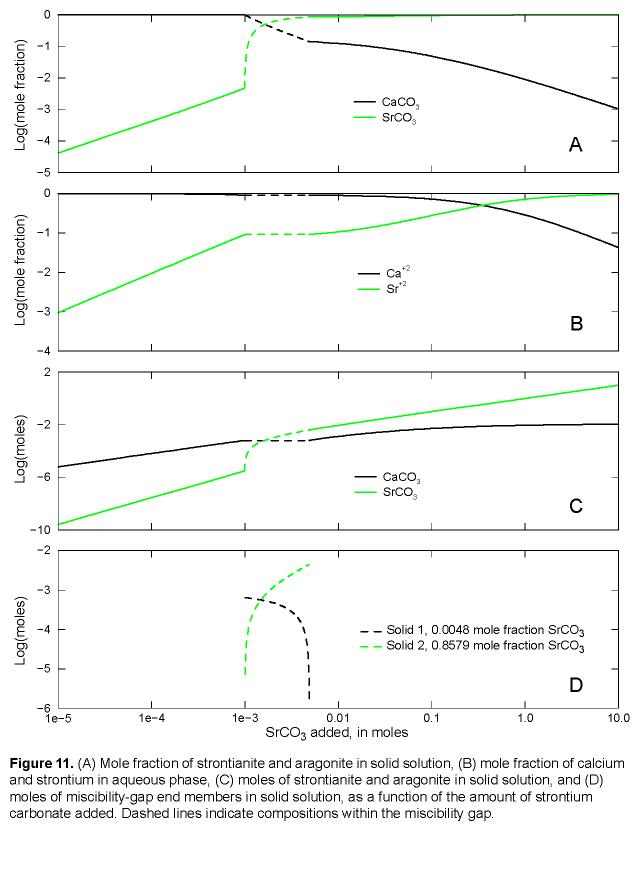 0
−1
−2
−3
−4
−5
Log(mole fraction)
CaCO3
SrCO3
A
0
−1
−2
−3
−4
Log(mole fraction)
Ca+2
Sr+2
B
2
−2
−6
−10
Log(moles)
CaCO3
SrCO3
C
−2
−3
−4
−5
−6
Log(moles)
Solid 1, 0.0048 mole fraction SrCO3
Solid 2, 0.8579 mole fraction SrCO3
D
1e−5 1e−4 1e−3 0.01 0.1 1.0 10.0
SrCO3 added, in moles
Figure 11. (A) Mole fraction of strontianite and aragonite in solid solution, (B) mole fraction of calcium
and strontium in aqueous phase, (C) moles of strontianite and aragonite in solid solution, and (D)
moles of miscibility-gap end members in solid solution, as a function of the amount of strontium
carbonate added. Dashed lines indicate compositions within the miscibility gap.